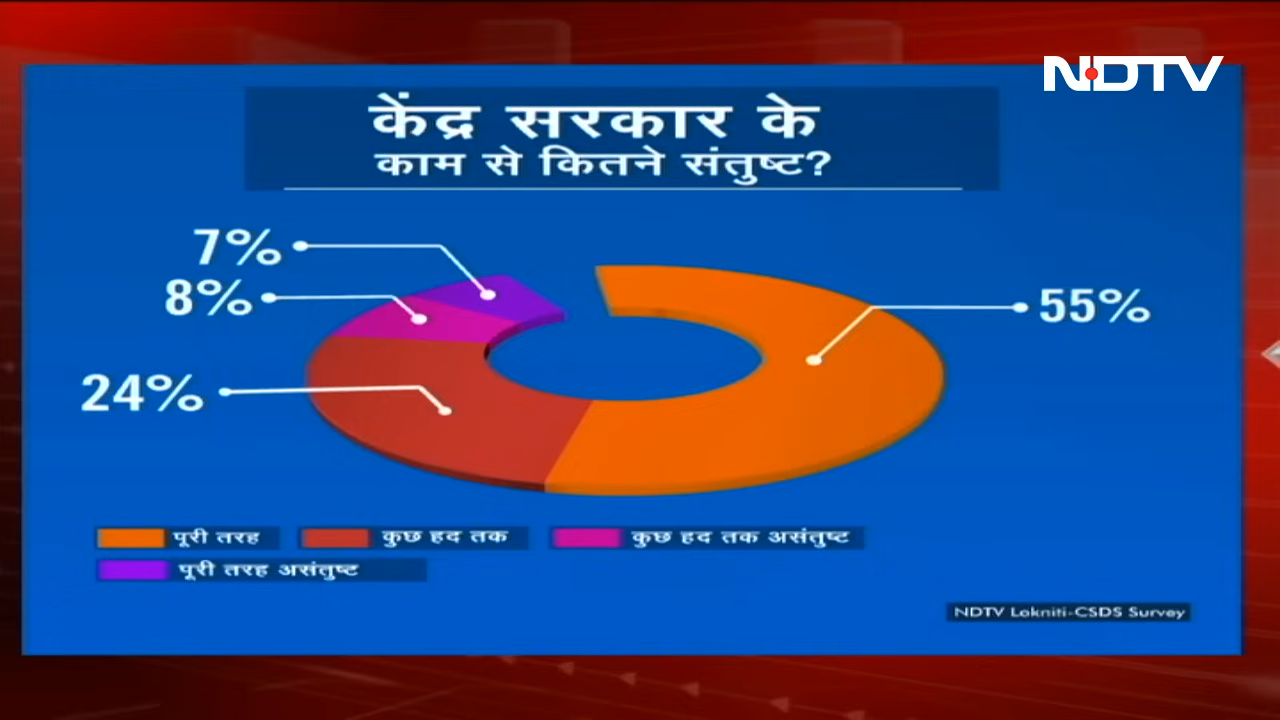 NDTV
केंद्र सरकार के
काम से कितने संतुष्ट?
7%
8%
55%
24%
पूरी तरह
कुछ हद तक
कुछ हद तक असंतुष्ट
पूरी तरह असंतुष्ट
NDTV Lokniti-CSDS Survey